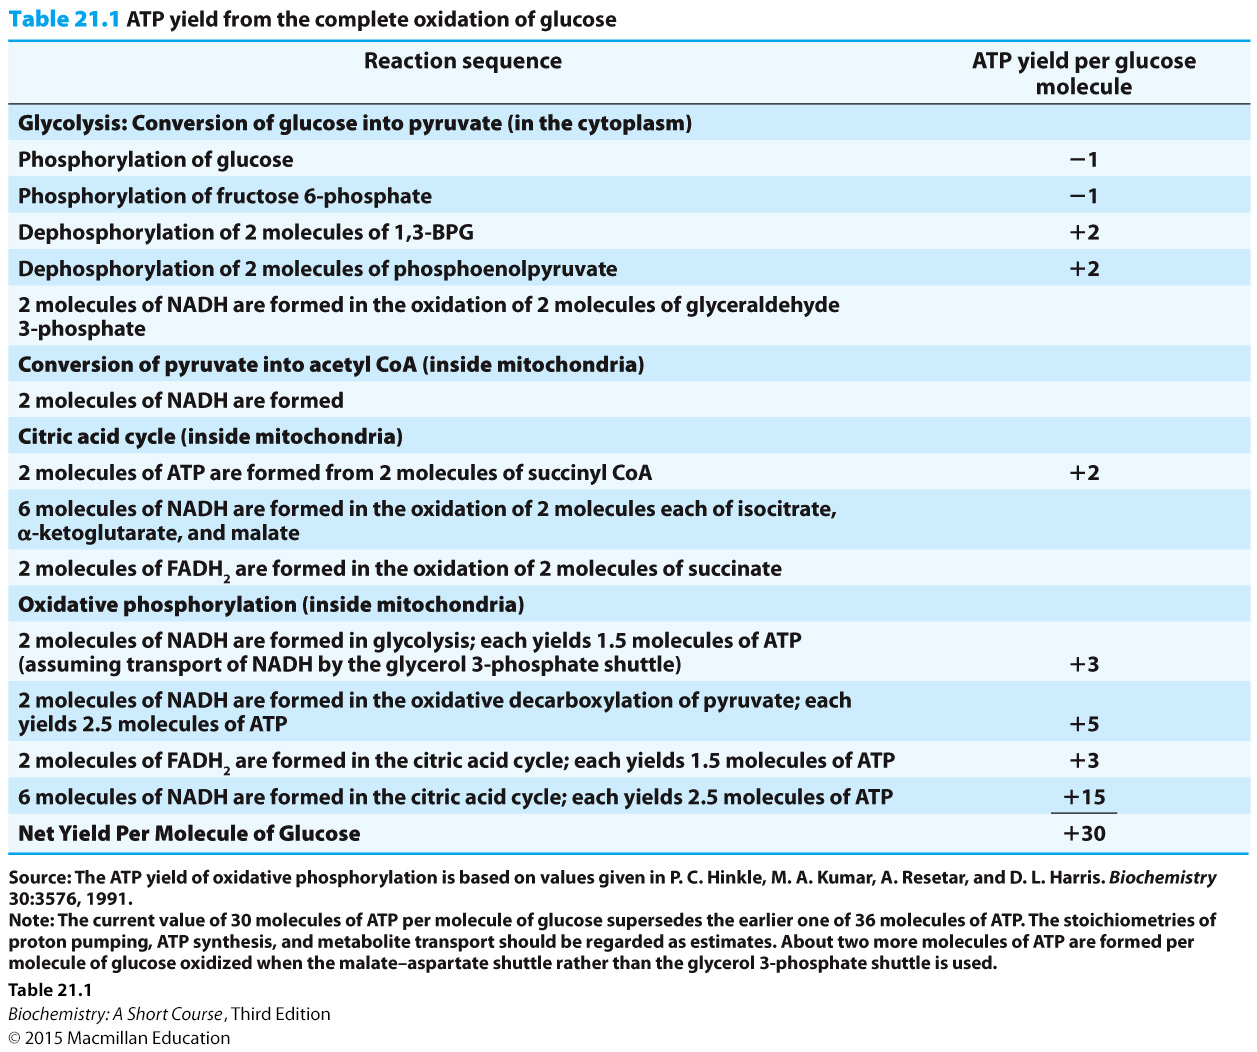 Table 21.1 ATP yield from the complete oxidation of glucose
Reaction sequence
ATP yield per glucose
molecule
Glycolysis: Conversion of glucose into pyruvate (in the cytoplasm)
Phosphorylation of glucose −1
Phosphorylation of fructose 6-phosphate −1
Dephosphorylation of 2 molecules of 1,3-BPG +2
Dephosphorylation of 2 molecules of phosphoenolpyruvate +2
2 molecules of NADH are formed in the oxidation of 2 molecules of glyceraldehyde
3-phosphate
Conversion of pyruvate into acetyl CoA (inside mitochondria)
2 molecules of NADH are formed
Citric acid cycle (inside mitochondria)
2 molecules of ATP are formed from 2 molecules of succinyl CoA +2
6 molecules of NADH are formed in the oxidation of 2 molecules each of isocitrate,
α-ketoglutarate, and malate
2 molecules of FADH₂ are formed in the oxidation of 2 molecules of succinate
Oxidative phosphorylation (inside mitochondria)
2 molecules of NADH are formed in glycolysis; each yields 1.5 molecules of ATP
(assuming transport of NADH by the glycerol 3-phosphate shuttle) +3
2 molecules of NADH are formed in the oxidative decarboxylation of pyruvate; each
yields 2.5 molecules of ATP +5
2 molecules of FADH₂ are formed in the citric acid cycle; each yields 1.5 molecules of ATP +3
6 molecules of NADH are formed in the citric acid cycle; each yields 2.5 molecules of ATP +15
Net Yield Per Molecule of Glucose +30
Source: The ATP yield of oxidative phosphorylation is based on values given in P. C. Hinkle, M. A. Kumar, A. Resetar, and D. L. Harris. Biochemistry
30:3576, 1991.
Note: The current value of 30 molecules of ATP per molecule of glucose supersedes the earlier one of 36 molecules of ATP. The stoichiometries of
proton pumping, ATP synthesis, and metabolite transport should be regarded as estimates. About two more molecules of ATP are formed per
molecule of glucose oxidized when the malate–aspartate shuttle rather than the glycerol 3-phosphate shuttle is used.
Table 21.1
Biochemistry: A Short Course, Third Edition
© 2015 Macmillan Education